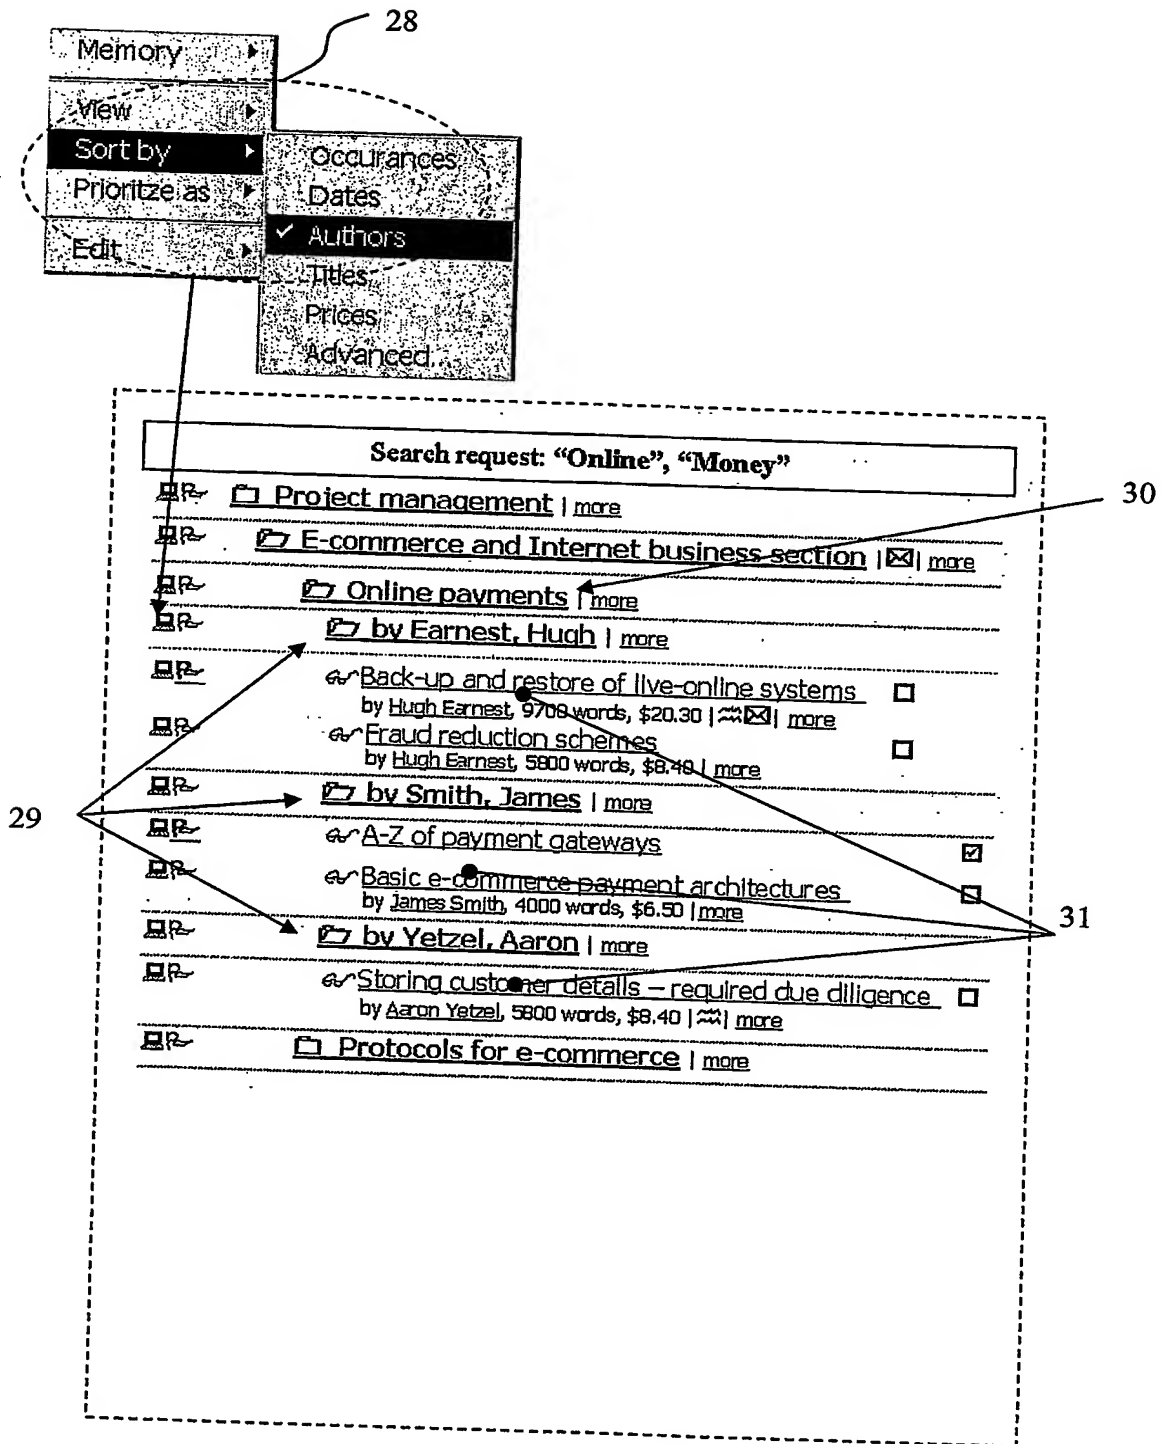 28
Memory
View
Sort by
Prioritze as
Edit
Occurances
Dates
Authors
Titles
Prices
Advanced..
Search request: “Online”, “Money”
Project management | more
30
E-commerce and Internet business section | | more
Online payments | more
by Earnest, Hugh | more
Back-up and restore of live-online systems
by Hugh Earnest, 9700 words, $20.30 | | more
Fraud reduction schemes
by Hugh Earnest, 5800 words, $8.40 | more
29
by Smith, James | more
A-Z of payment gateways
Basic e-commerce payment architectures
by James Smith, 4000 words, $6.50 | more
31
by Yetzel, Aaron | more
Storing customer details – required due diligence
by Aaron Yetzel, 5800 words, $8.40 | | more
Protocols for e-commerce | more